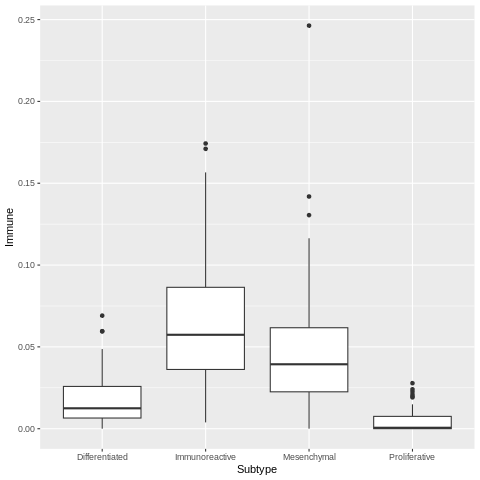 0.25
0.20
0.15
0.10
0.05
0.00
Immune
Differentiated Immunoreactive Mesenchymal Proliferative
Subtype